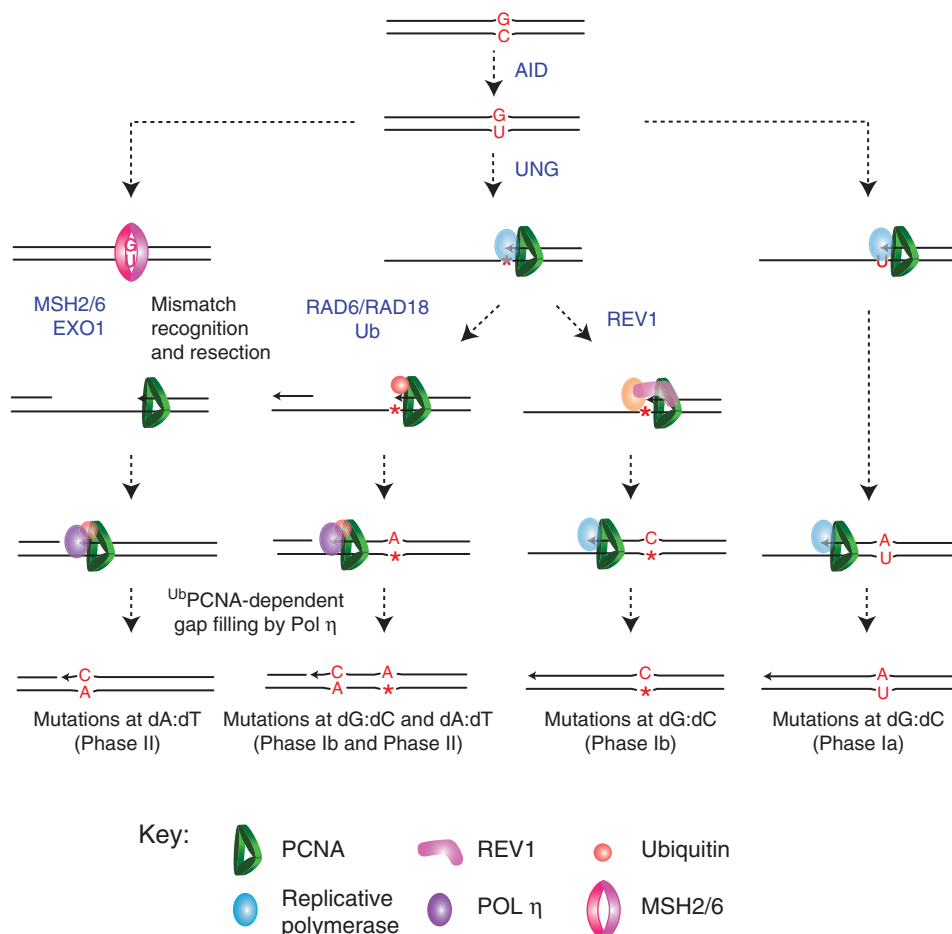 G
C
AID
G
U
UNG
G
U
*
U
MSH2/6
EXO1
Mismatch
recognition
and resection
RAD6/RAD18
Ub
REV1
*
*
A
*
C
*
A
U
UbPCNA-dependent
gap filling by Pol η
C
A
C A
A *
C
*
A
U
Mutations at dA:dT
(Phase II)
Mutations at dG:dC and dA:dT
(Phase Ib and Phase II)
Mutations at dG:dC
(Phase Ib)
Mutations at dG:dC
(Phase Ia)
Key:
PCNA
REV1
Ubiquitin
Replicative
polymerase
POL η
MSH2/6